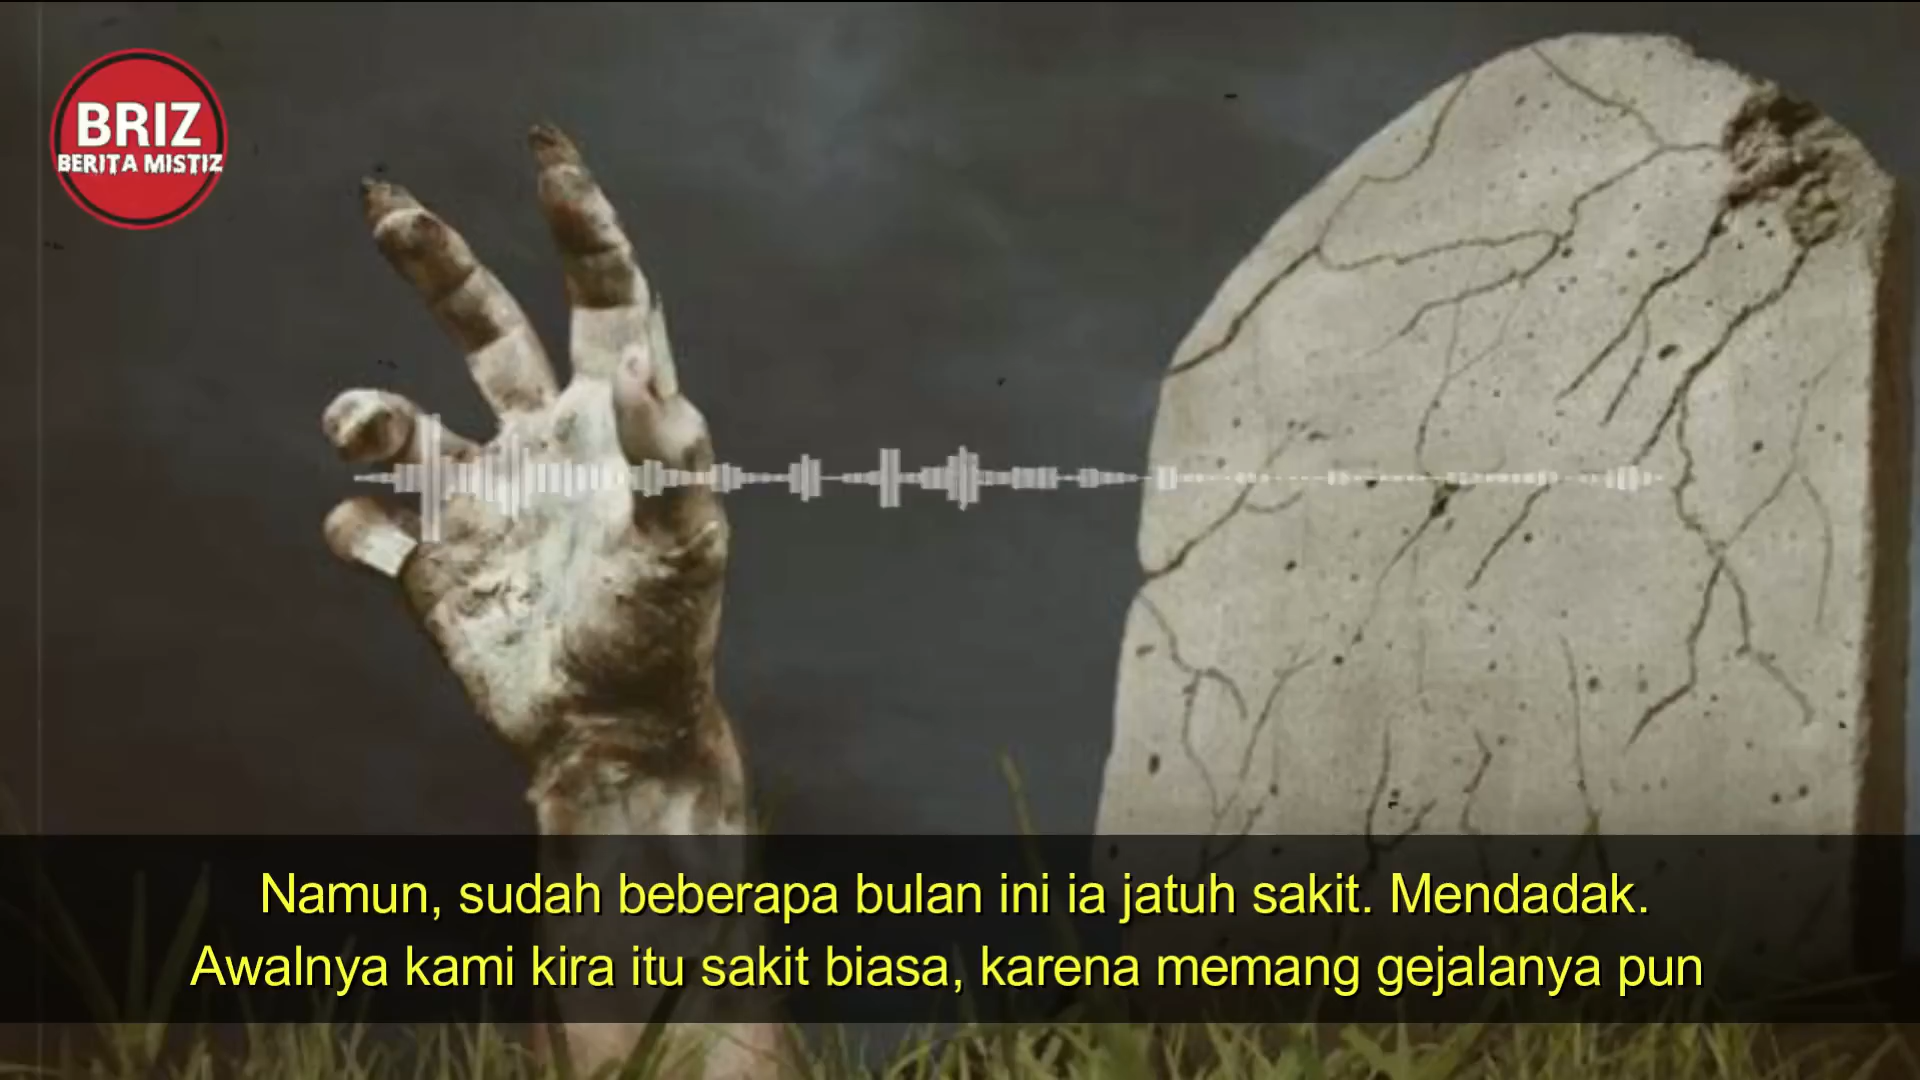 BRIZ
BERITA MISTIZ
Namun, sudah beberapa bulan ini ia jatuh sakit. Mendadak.
Awalnya kami kira itu sakit biasa, karena memang gejalanya pun